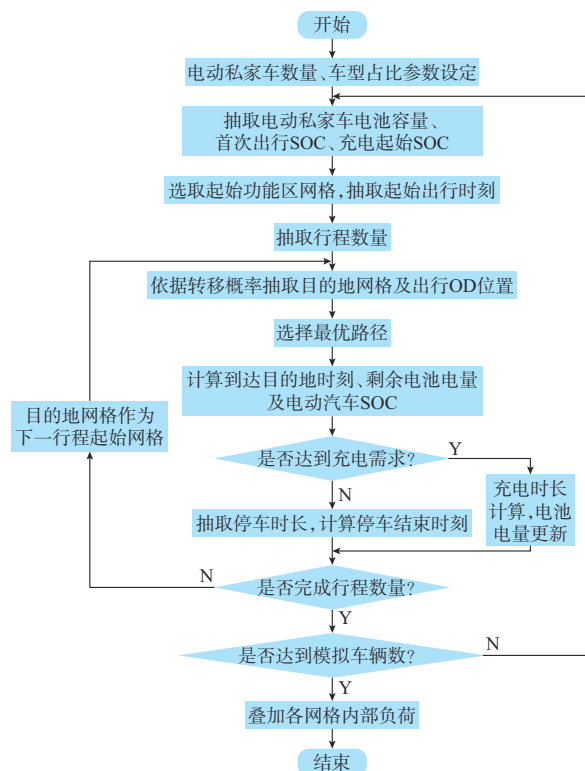 开始
电动私家车数量、车型占比参数设定
抽取电动私家车电池容量、
首次出行SOC、充电起始SOC
选取起始功能区网格,抽取起始出行时刻
抽取行程数量
依据转移概率抽取目的地网格及出行OD位置
选择最优路径
计算到达目的地时刻、剩余电池电量
及电动汽车SOC
目的地网格作为
下一行程起始网格
是否达到充电需求?
Y
N
充电时长
计算,电池
电量更新
抽取停车时长,计算停车结束时刻
是否完成行程数量?
N
Y
是否达到模拟车辆数?
N
Y
叠加各网格内部负荷
结束